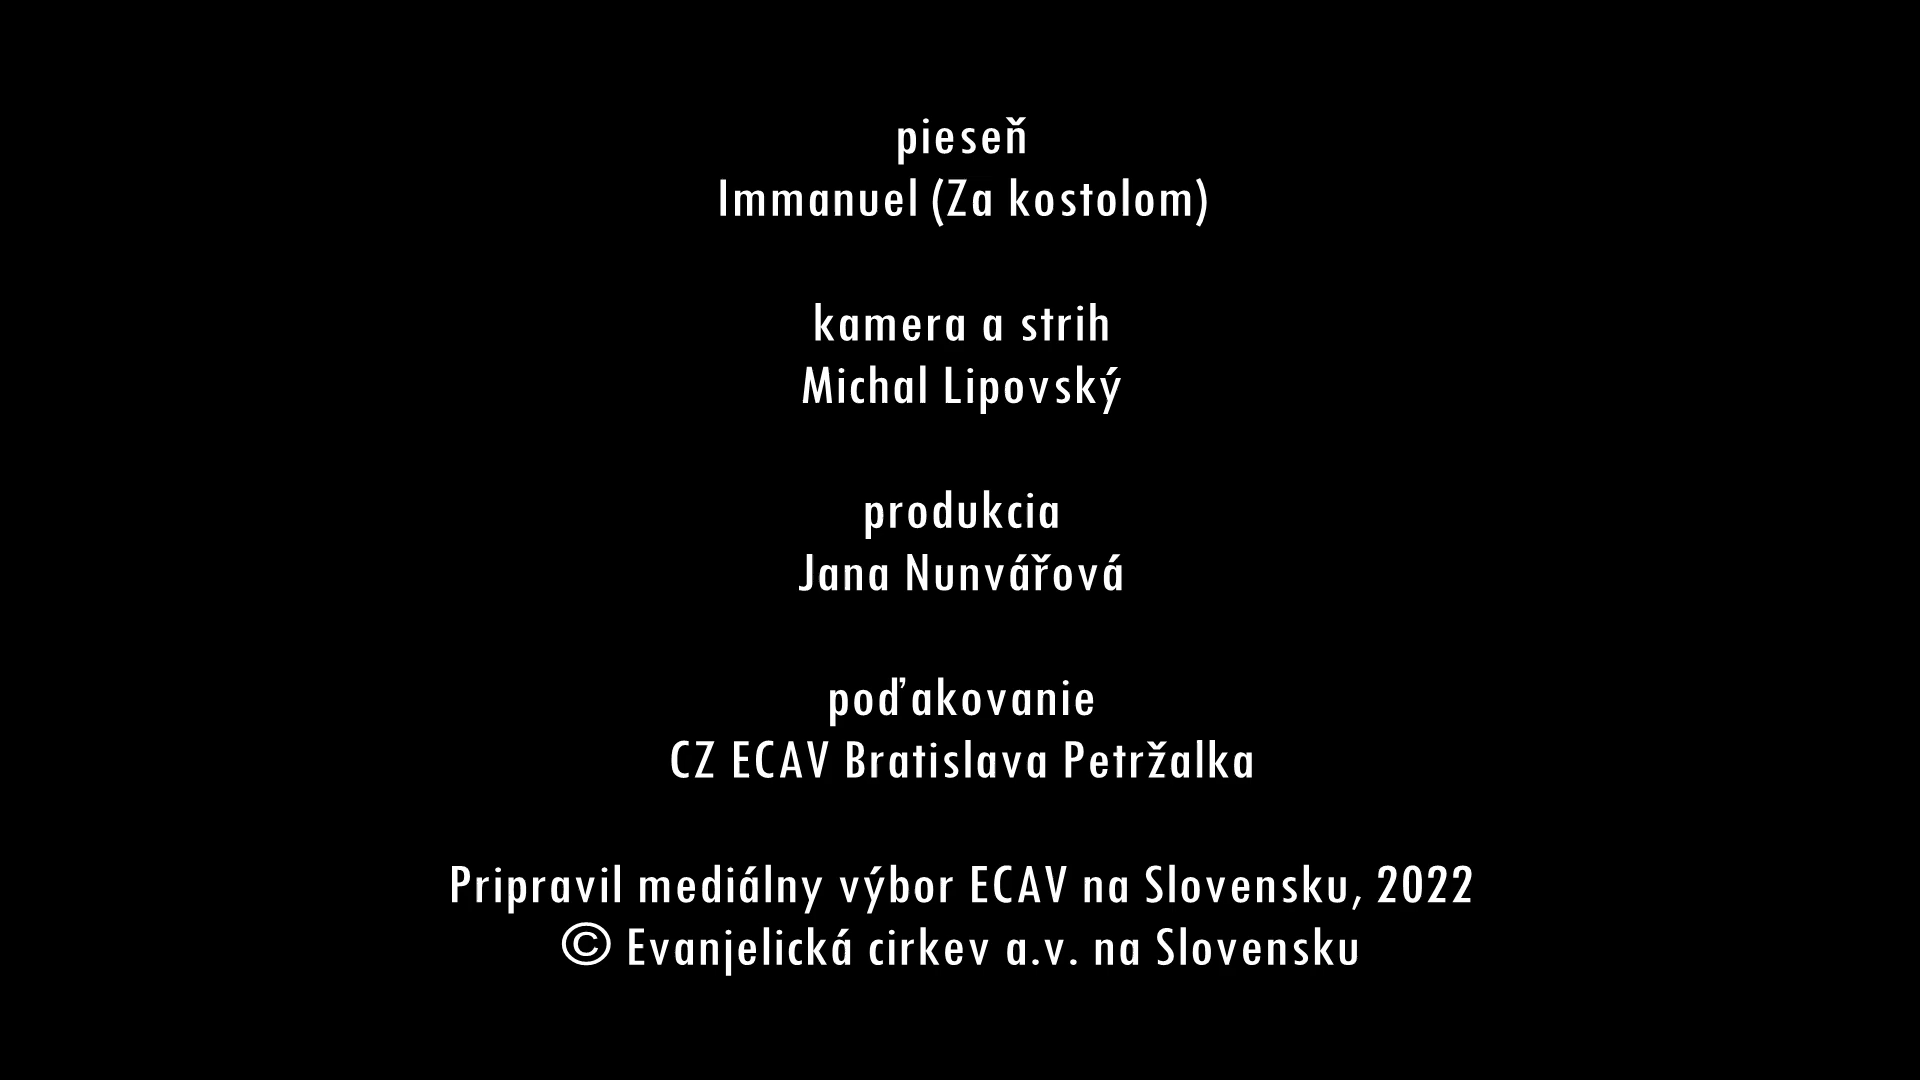 pieseň
Immanuel (Za kostolom)
kamera a strih
Michal Lipovský
produkcia
Jana Nunvářová
poďakovanie
CZ ECAV Bratislava Petržalka
Pripravil mediálny výbor ECAV na Slovensku, 2022
© Evanjelická cirkev a.v. na Slovensku